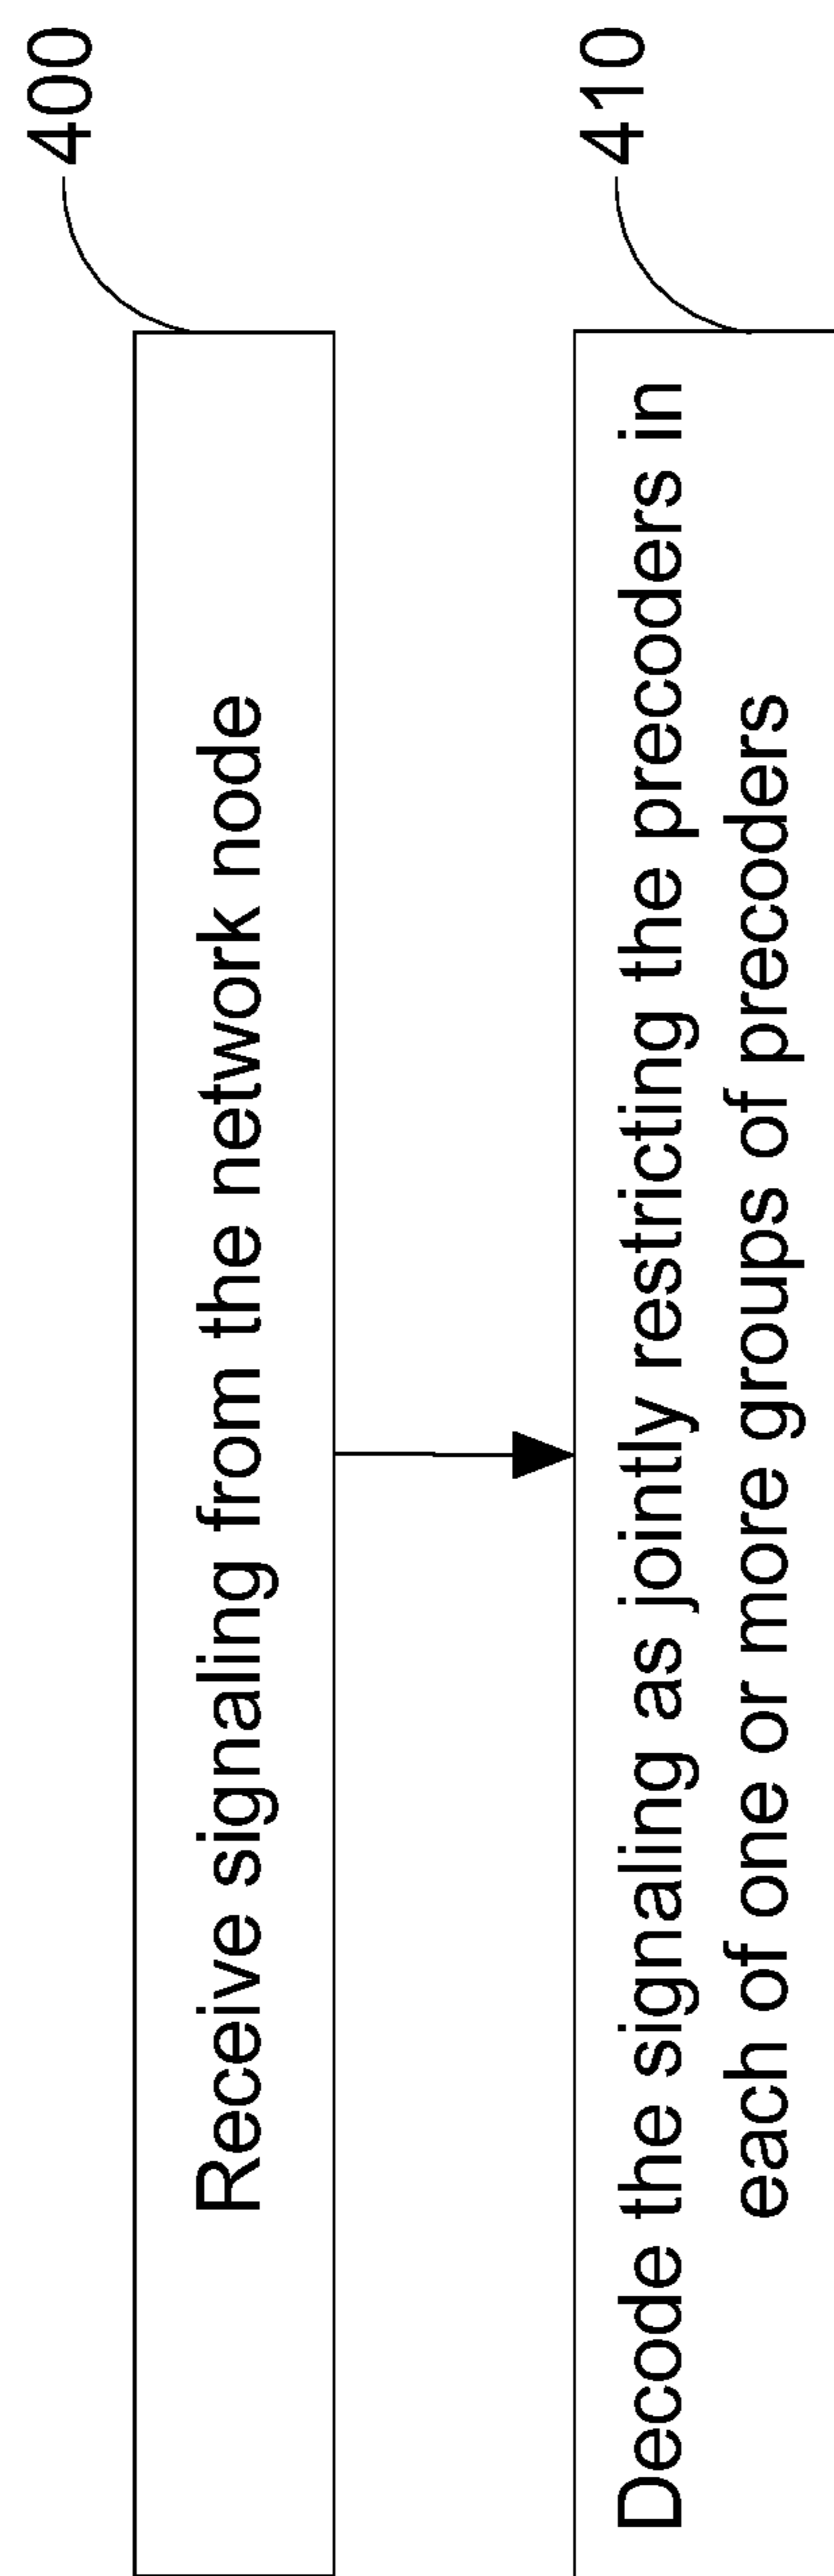 400
Receive signaling from the network node
410
Decode the signaling as jointly restricting the precoders in
each of one or more groups of precoders